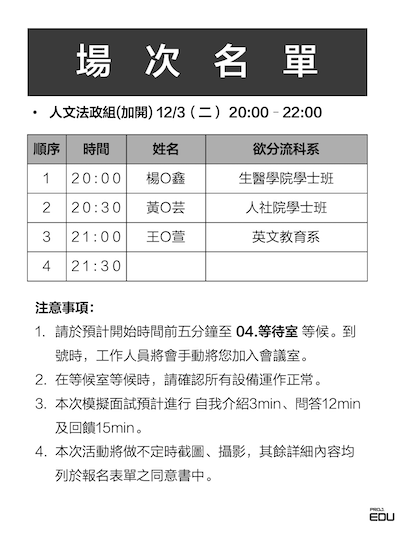 場次名單
• 人文法政組(加開) 12/3（二） 20:00 – 22:00
順序 時間 姓名 欲分流科系
1 20:00 楊O鑫 生醫學院學士班
2 20:30 黃O芸 人社院學士班
3 21:00 王O萱 英文教育系
4 21:30
注意事項：
1. 請於預計開始時間前五分鐘至 04.等待室 等候。到
號時，工作人員將會手動將您加入會議室。
2. 在等候室等候時，請確認所有設備運作正常。
3. 本次模擬面試預計進行 自我介紹3min、問答12min
及回饋15min。
4. 本次活動將做不定時截圖、攝影，其餘詳細內容均
列於報名表單之同意書中。
PROJ.
EDU